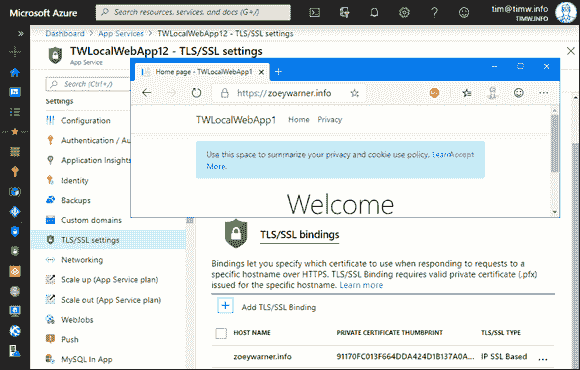 Microsoft Azure
Search resources, services, and docs (G+/)
tim@timw.info
TIMW.INFO
Dashboard > App Services > TWLocalWebApp12 - TLS/SSL settings
TWLocalWebApp12 - TLS/SSL settings
App Service
Search (Ctrl+/)
Settings
Configuration
Authentication / Au
Application Insights
Identity
Backups
Custom domains
TLS/SSL settings
Networking
Scale up (App Service plan)
Scale out (App Service plan)
WebJobs
Push
MySQL In App
Home page - TWLocalWebApp1
https://zoeywarner.info
TWLocalWebApp1 Home Privacy
Use this space to summarize your privacy and cookie use policy. Learn Accept
More.
Welcome
TLS/SSL bindings
Bindings let you specify which certificate to use when responding to requests to a
specific hostname over HTTPS. TLS/SSL Binding requires valid private certificate (.pfx)
issued for the specific hostname. Learn more
Add TLS/SSL Binding
HOST NAME PRIVATE CERTIFICATE THUMBPRINT TLS/SSL TYPE
zoeywarner.info 91170FC013F664DDA424D1B137A0A... IP SSL Based ...